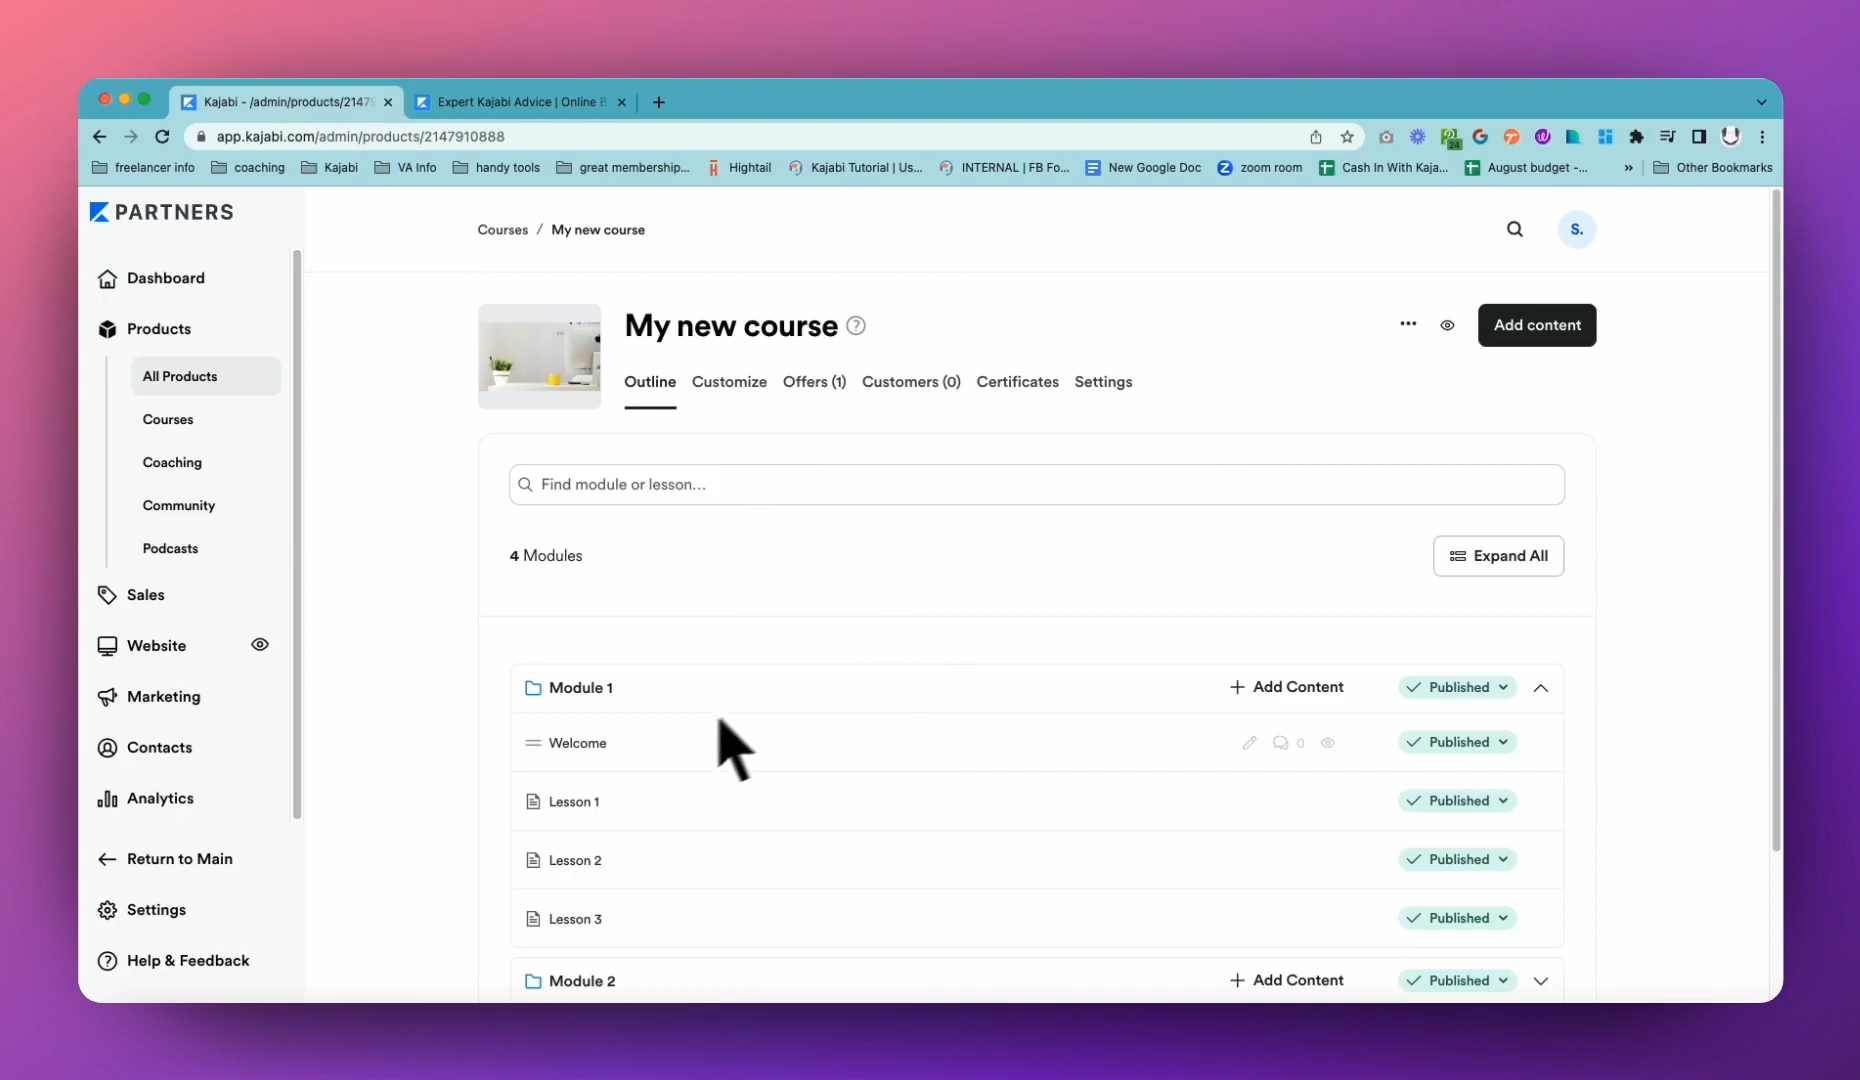 Kajabi - /admin/products/2147
Expert Kajabi Advice | Online B
app.kajabi.com/admin/products/2147910888
24
freelancer info
coaching
Kajabi
VA Info
handy tools
great membership...
Hightail
Kajabi Tutorial | Us...
INTERNAL | FB Fo...
New Google Doc
zoom room
Cash In With Kaja...
August budget -...
Other Bookmarks
PARTNERS
Dashboard
Products
All Products
Courses
Coaching
Community
Podcasts
Sales
Website
Marketing
Contacts
Analytics
Return to Main
Settings
Help & Feedback
Courses / My new course
S.
My new course
Add content
Outline
Customize
Offers (1)
Customers (0)
Certificates
Settings
Find module or lesson...
4 Modules
Expand All
Module 1
+ Add Content
Published
Welcome
0
Published
Lesson 1
Published
Lesson 2
Published
Lesson 3
Published
Module 2
+ Add Content
Published